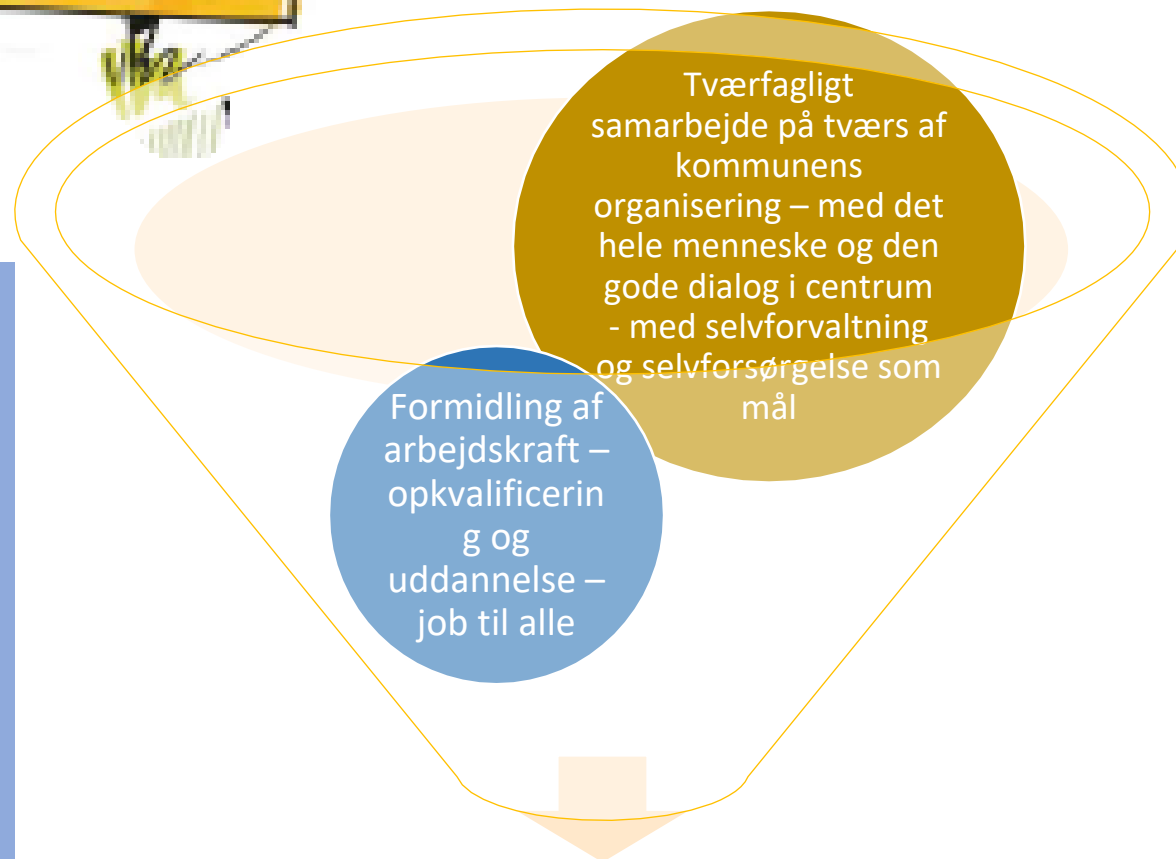 Tværfagligt
samarbejde på tværs af
kommunens
organisering – med det
hele menneske og den
gode dialog i centrum
- med selvforvaltning
og selvforsørgelse som
mål
Formidling af
arbejdskraft –
opkvalificerin
g og
uddannelse –
job til alle